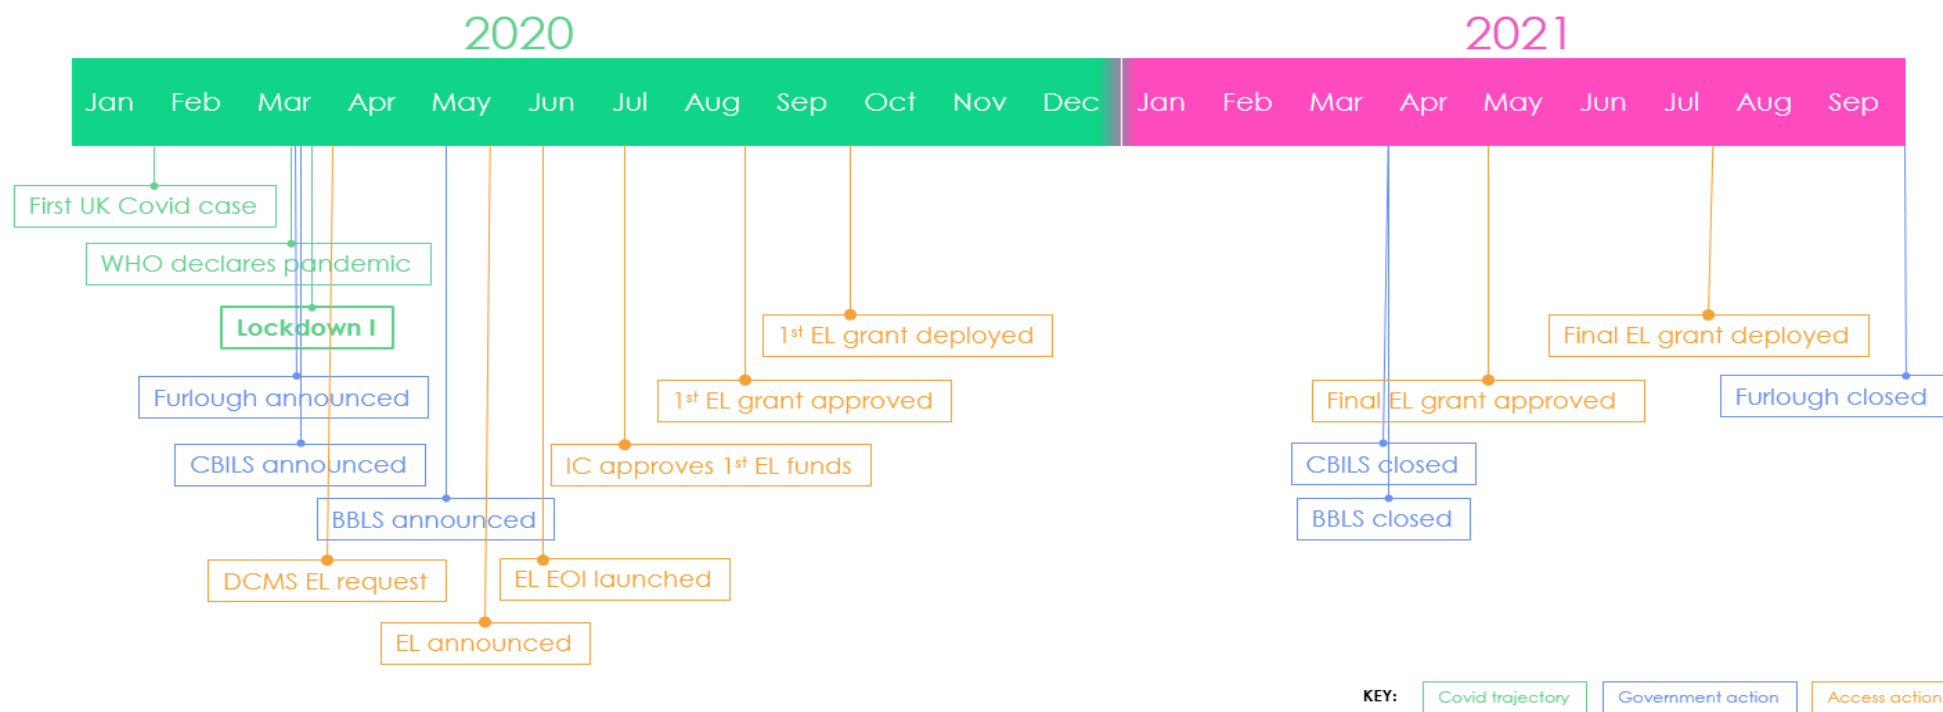 2020
2021
Jan Feb Mar Apr May Jun Jul Aug Sep Oct Nov Dec Jan Feb Mar Apr May Jun Jul Aug Sep
First UK Covid case
WHO declares pandemic
Lockdown I
1st EL grant deployed
Final EL grant deployed
Furlough announced
1st EL grant approved
Final EL grant approved
Furlough closed
CBILS announced
IC approves 1st EL funds
CBILS closed
BBLS announced
BBLS closed
DCMS EL request
EL EOI launched
EL announced
KEY: Covid trajectory Government action Access action